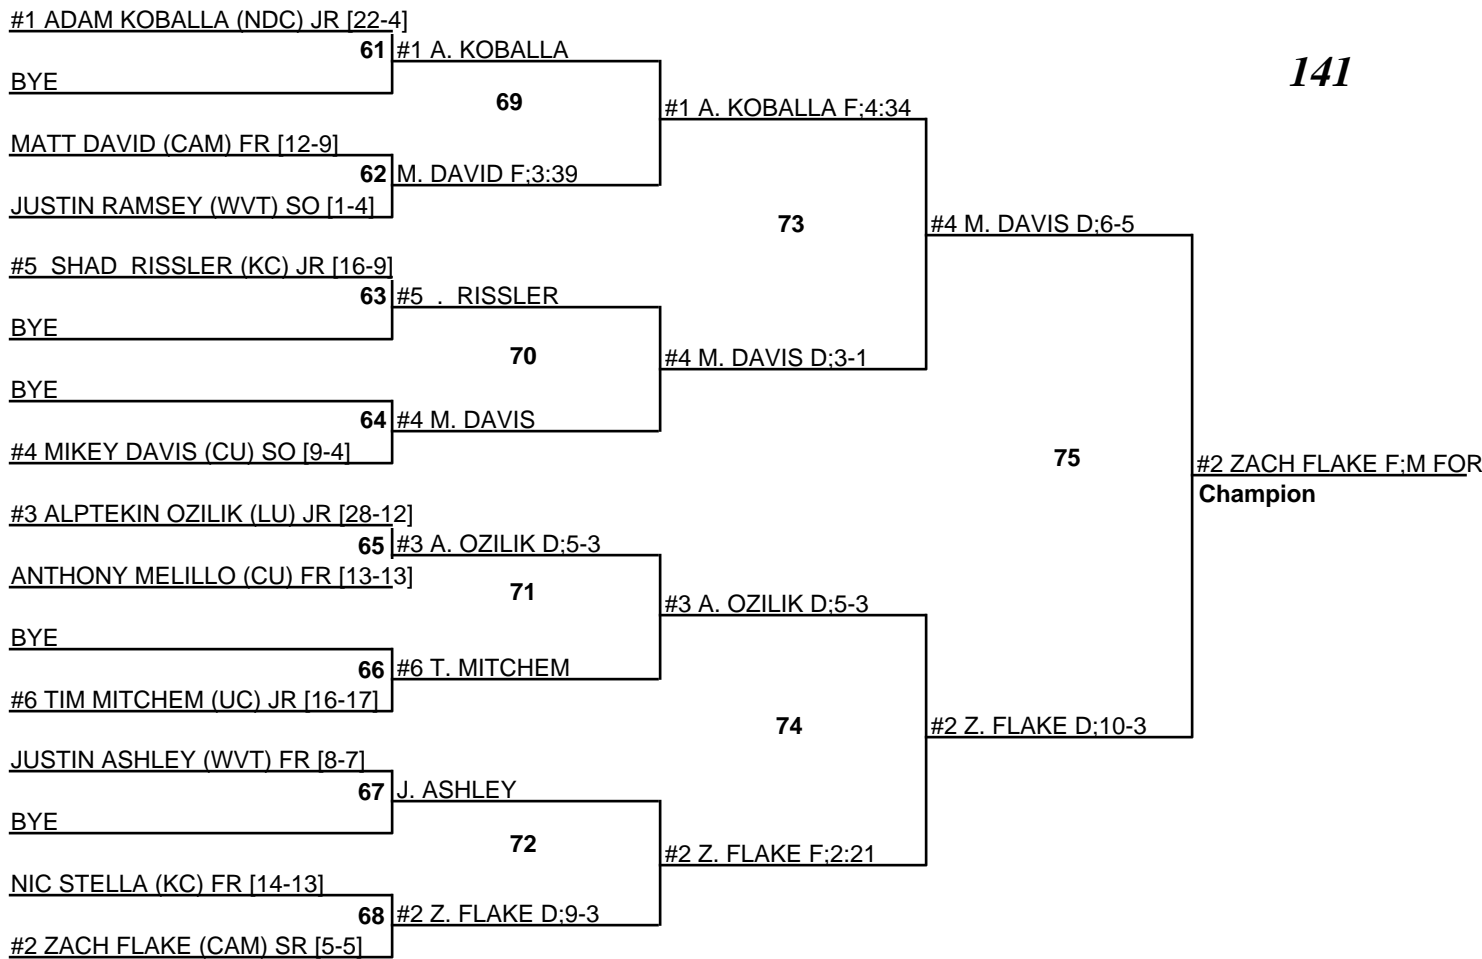 #1 ADAM KOBALLA (NDC) JR [22-4]
61 #1 A. KOBALLA
141
BYE
69
#1 A. KOBALLA F;4:34
MATT DAVID (CAM) FR [12-9]
62 M. DAVID F;3:39
JUSTIN RAMSEY (WVT) SO [1-4]
73
#4 M. DAVIS D;6-5
#5 SHAD RISSLER (KC) JR [16-9]
63 #5 . RISSLER
BYE
70
#4 M. DAVIS D;3-1
BYE
64 #4 M. DAVIS
#4 MIKEY DAVIS (CU) SO [9-4]
75
#2 ZACH FLAKE F;M FOR
Champion
#3 ALPTEKIN OZILIK (LU) JR [28-12]
65 #3 A. OZILIK D;5-3
ANTHONY MELILLO (CU) FR [13-13]
71
#3 A. OZILIK D;5-3
BYE
66 #6 T. MITCHEM
#6 TIM MITCHEM (UC) JR [16-17]
74
#2 Z. FLAKE D;10-3
JUSTIN ASHLEY (WVT) FR [8-7]
67 J. ASHLEY
BYE
72
#2 Z. FLAKE F;2:21
NIC STELLA (KC) FR [14-13]
68 #2 Z. FLAKE D;9-3
#2 ZACH FLAKE (CAM) SR [5-5]